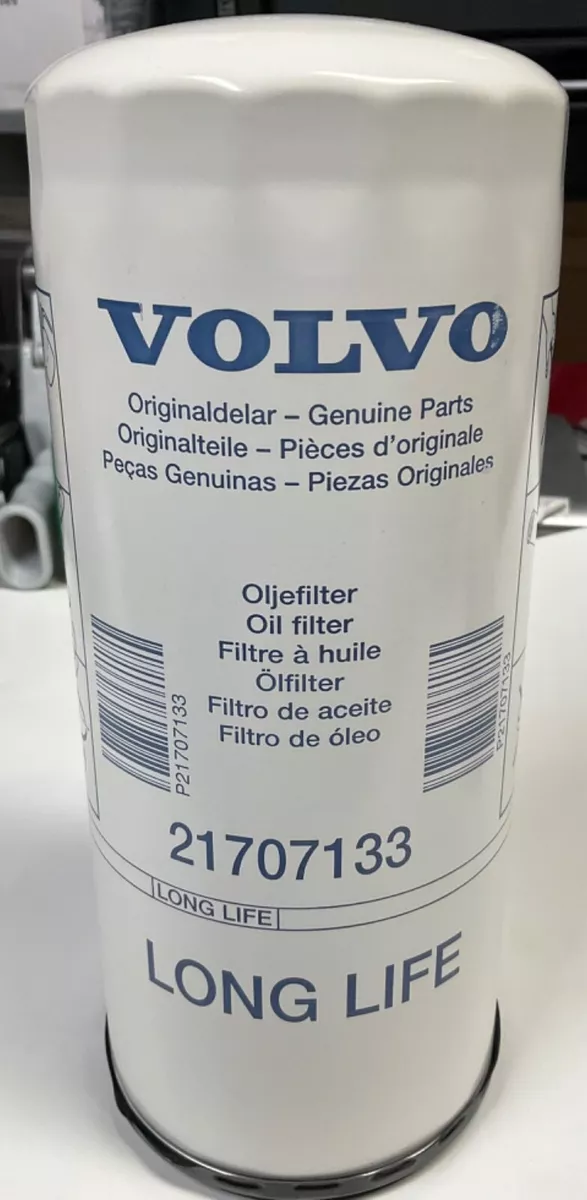 VOLVO
Originaldelar – Genuine Parts
Originalteile – Pièces d'originale
Peças Genuinas – Piezas Originales
Oljefilter
Oil filter
Filtre à huile
Ölfilter
Filtro de aceite
Filtro de óleo
P21707133
P21707133
21707133
LONG LIFE
LONG LIFE